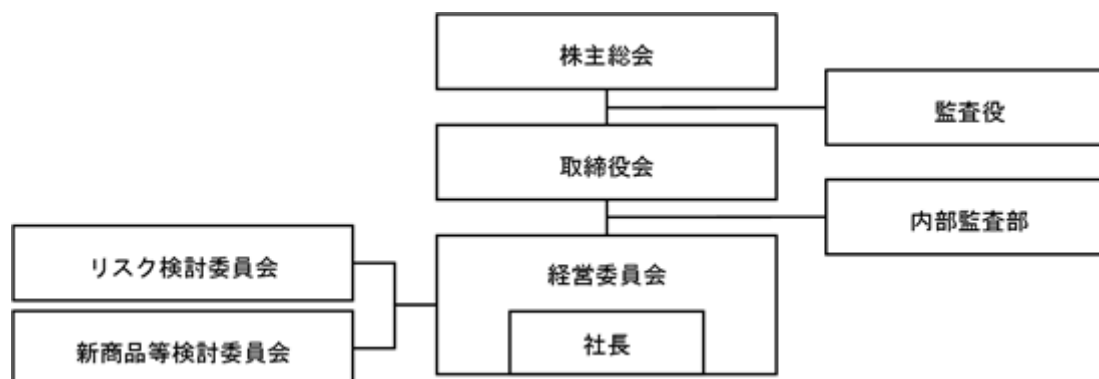 株主総会
監査役
取締役会
内部監査部
リスク検討委員会
経営委員会
社長
新商品等検討委員会